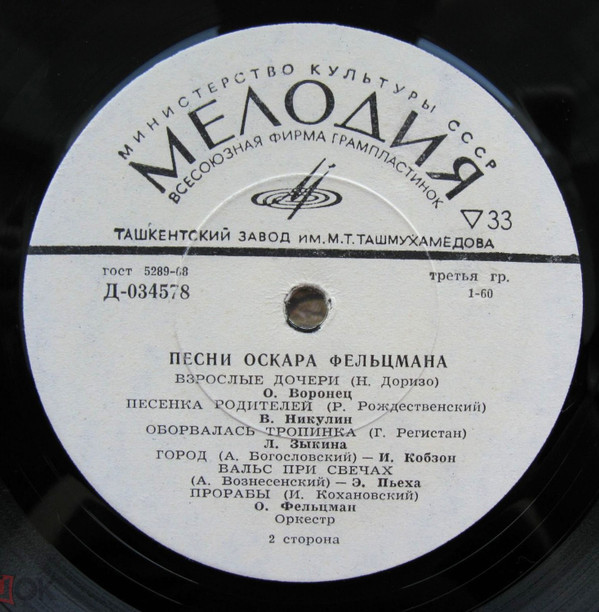 МИНИСТЕРСТВО КУЛЬТУРЫ СССР
МЕЛОДИЯ
ВСЕСОЮЗНАЯ ФИРМА ГРАМПЛАСТИНОК
▽33
ТАШКЕНТСКИЙ ЗАВОД ИМ. М.Т. ТАШМУХАМЕДОВА
гост 5289-68 третья гр.
Д-034578 1-60
ПЕСНИ ОСКАРА ФЕЛЬЦМАНА
ВЗРОСЛЫЕ ДОЧЕРИ (Н. Доризо)
О. Воронец
ПЕСЕНКА РОДИТЕЛЕЙ (Р. Рождественский)
В. Никулин
ОБОРВАЛАСЬ ТРОПИНКА (Г. Регистан)
Л. Зыкина
ГОРОД (А. Богословский) — И. Кобзон
ВАЛЬС ПРИ СВЕЧАХ
(А. Вознесенский) — Э. Пьеха
ПРОРАБЫ (И. Кохановский)
О. Фельцман
Оркестр
2 сторона